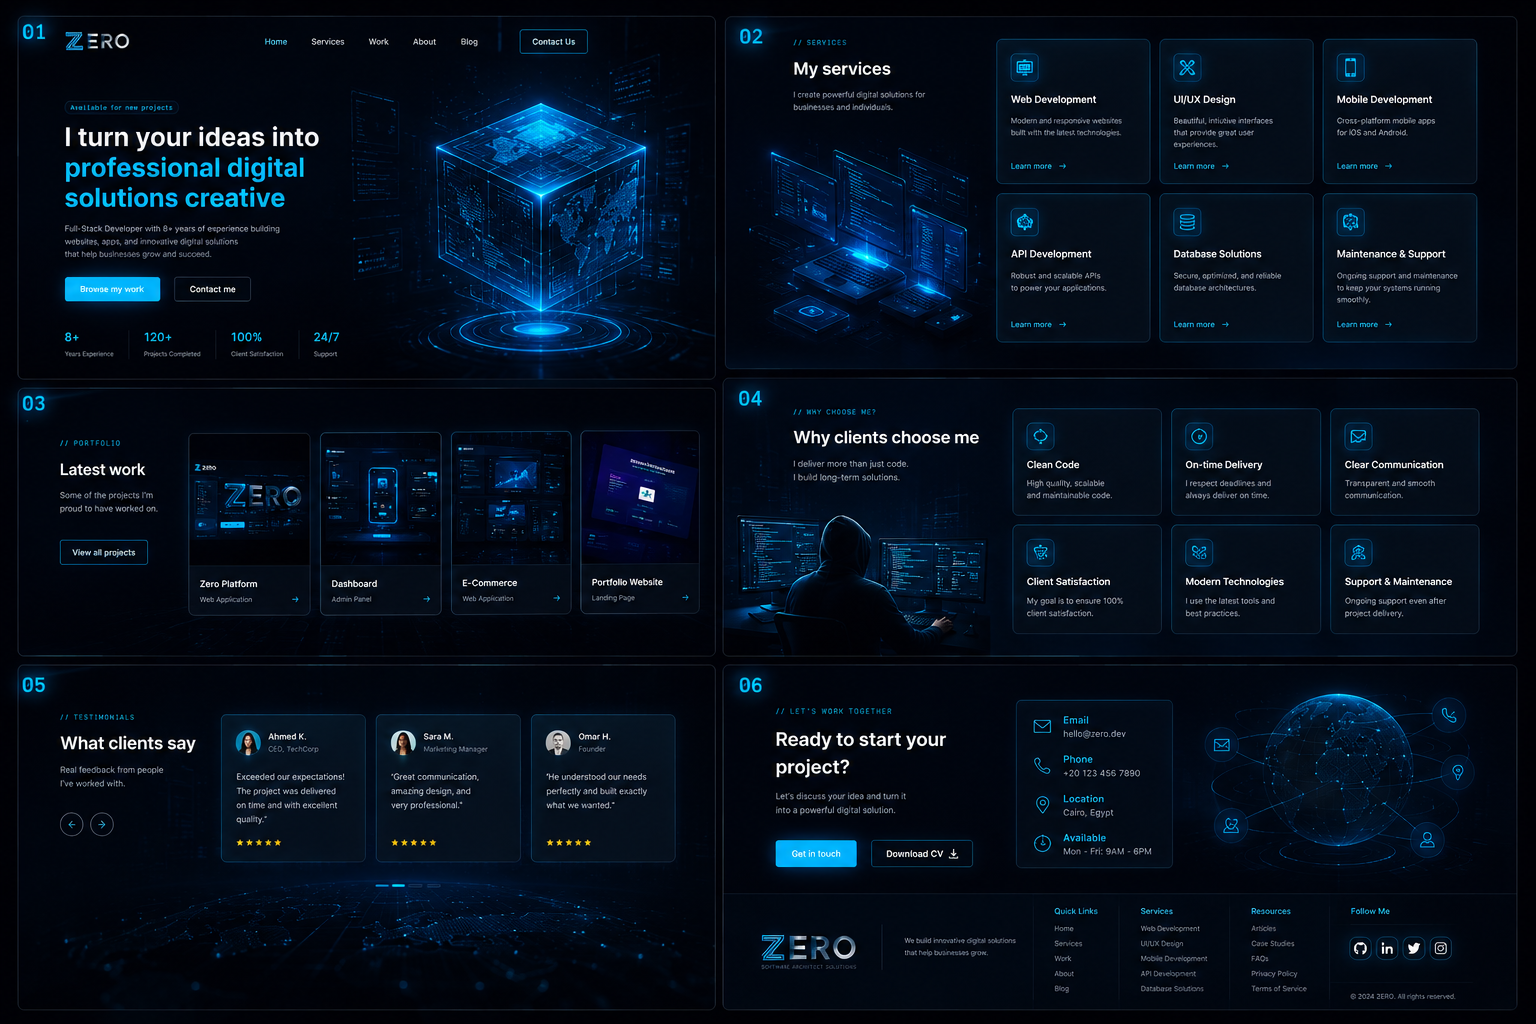 01
ZERO
Home
Services
Work
About
Blog
Contact Us
Available for new projects
I turn your ideas into
professional digital
solutions creative
Full-Stack Developer with 8+ years of experience building
websites, apps, and innovative digital solutions
that help businesses grow and succeed.
Browse my work
Contact me
8+
Years Experience
120+
Projects Completed
100%
Client Satisfaction
24/7
Support
02
// SERVICES
My services
I create powerful digital solutions for
businesses and individuals.
Web Development
Modern and responsive websites
built with the latest technologies.
Learn more →
UI/UX Design
Beautiful, intuitive interfaces
that provide great user
experiences.
Learn more →
Mobile Development
Cross-platform mobile apps
for iOS and Android.
Learn more →
API Development
Robust and scalable APIs
to power your applications.
Learn more →
Database Solutions
Secure, optimized, and reliable
database architectures.
Learn more →
Maintenance & Support
Ongoing support and maintenance
to keep your systems running
smoothly.
Learn more →
03
// PORTFOLIO
Latest work
Some of the projects I'm
proud to have worked on.
View all projects
ZERO
ZERO
Zero Platform
Web Application →
Dashboard
Admin Panel →
E-Commerce
Web Application →
Portfolio Website
Landing Page →
04
// WHY CHOOSE ME?
Why clients choose me
I deliver more than just code.
I build long-term solutions.
Clean Code
High quality, scalable
and maintainable code.
On-time Delivery
I respect deadlines and
always deliver on time.
Clear Communication
Transparent and smooth
communication.
Client Satisfaction
My goal is to ensure 100%
client satisfaction.
Modern Technologies
I use the latest tools and
best practices.
Support & Maintenance
Ongoing support even after
project delivery.
05
// TESTIMONIALS
What clients say
Real feedback from people
I've worked with.
Ahmed K.
CEO, TechCorp
Exceeded our expectations!
The project was delivered
on time and with excellent
quality."
Sara M.
Marketing Manager
"Great communication,
amazing design, and
very professional."
Omar H.
Founder
"He understood our needs
perfectly and built exactly
what we wanted."
06
// LET'S WORK TOGETHER
Ready to start your
project?
Let's discuss your idea and turn it
into a powerful digital solution.
Get in touch
Download CV
Email
hello@zero.dev
Phone
+20 123 456 7890
Location
Cairo, Egypt
Available
Mon - Fri: 9AM - 6PM
ZERO
SOFTWARE ARCHITECT SOLUTIONS
We build innovative digital solutions
that help businesses grow.
Quick Links
Home
Services
Work
About
Blog
Services
Web Development
UI/UX Design
Mobile Development
API Development
Database Solutions
Resources
Articles
Case Studies
FAQs
Privacy Policy
Terms of Service
Follow Me
© 2024 ZERO. All rights reserved.